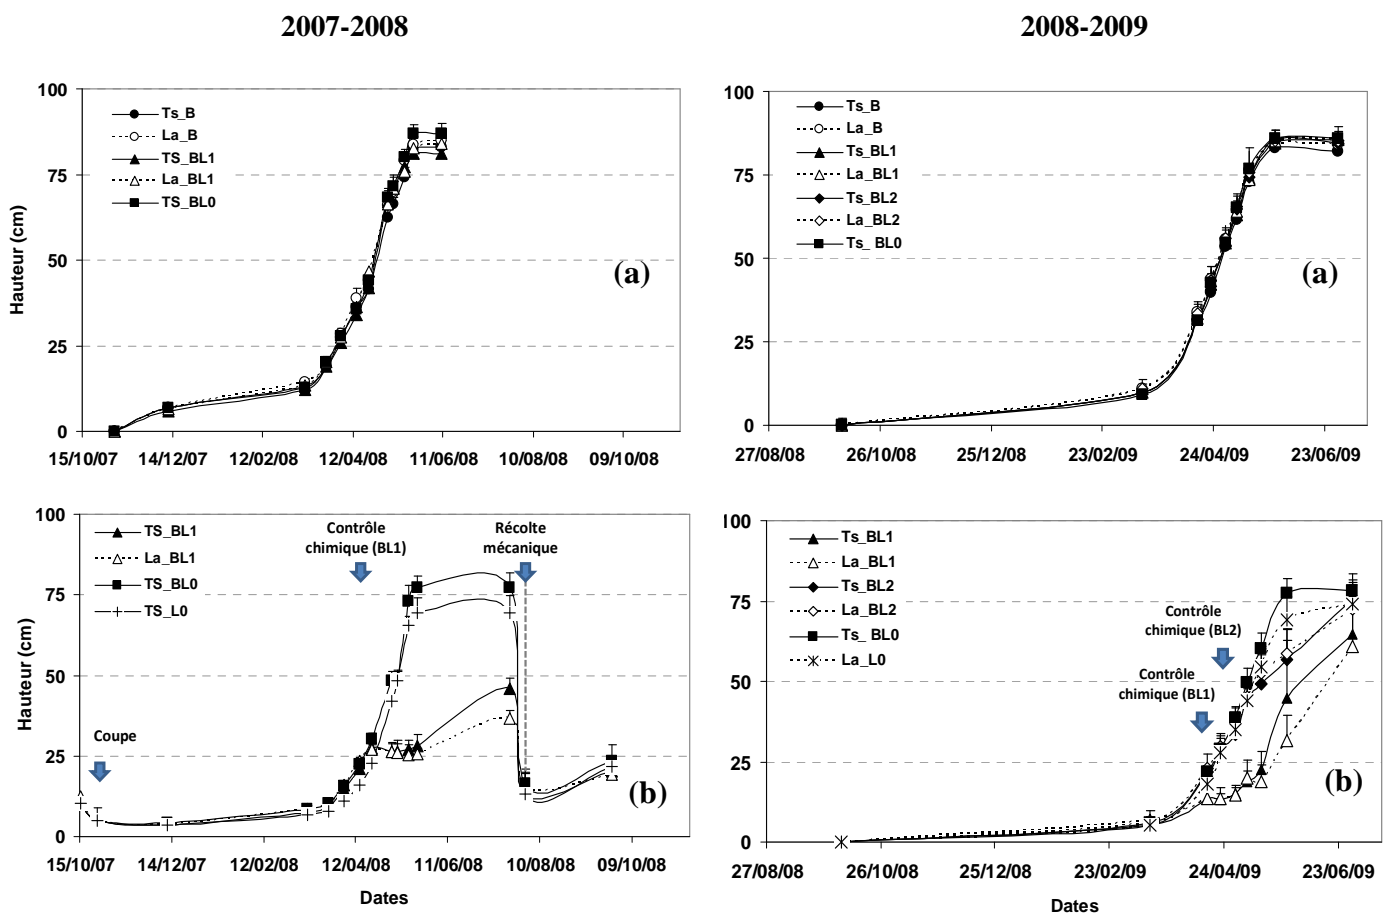 2007-2008
2008-2009
100
75
50
25
0
Hauteur (cm)
Ts_B
La_B
TS_BL1
La_BL1
TS_BL0
(a)
15/10/07 14/12/07 12/02/08 12/04/08 11/06/08 10/08/08 09/10/08
100
75
50
25
0
Ts_B
La_B
Ts_BL1
La_BL1
Ts_BL2
La_BL2
Ts_ BL0
(a)
27/08/08 26/10/08 25/12/08 23/02/09 24/04/09 23/06/09
100
75
50
25
0
Hauteur (cm)
TS_BL1
La_BL1
TS_BL0
TS_L0
Contrôle
chimique (BL1)
Récolte
mécanique
Coupe
(b)
15/10/07 14/12/07 12/02/08 12/04/08 11/06/08 10/08/08 09/10/08
Dates
100
75
50
25
0
Ts_BL1
La_BL1
Ts_BL2
La_BL2
Ts_ BL0
La_L0
Contrôle
chimique (BL2)
Contrôle
chimique (BL1)
(b)
27/08/08 26/10/08 25/12/08 23/02/09 24/04/09 23/06/09
Dates